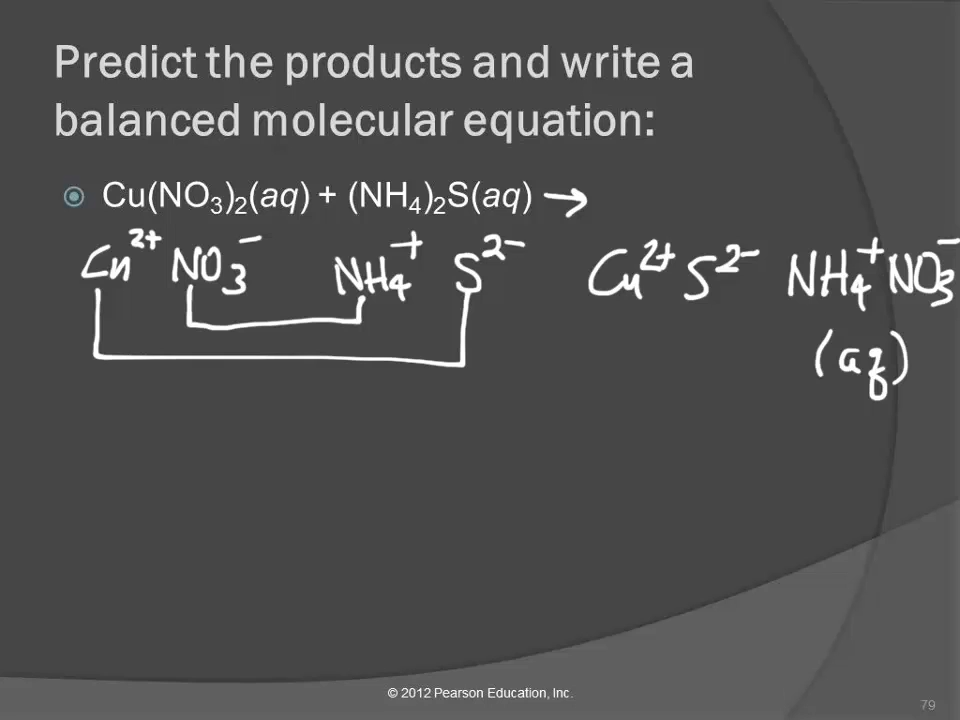 Predict the products and write a
balanced molecular equation:
Cu(NO₃)₂(aq) + (NH₄)₂S(aq) →
Cu²⁺ NO₃⁻ NH₄⁺ S²⁻ Cu²⁺ S²⁻ NH₄⁺ NO₃⁻
(aq)
© 2012 Pearson Education, Inc.
79